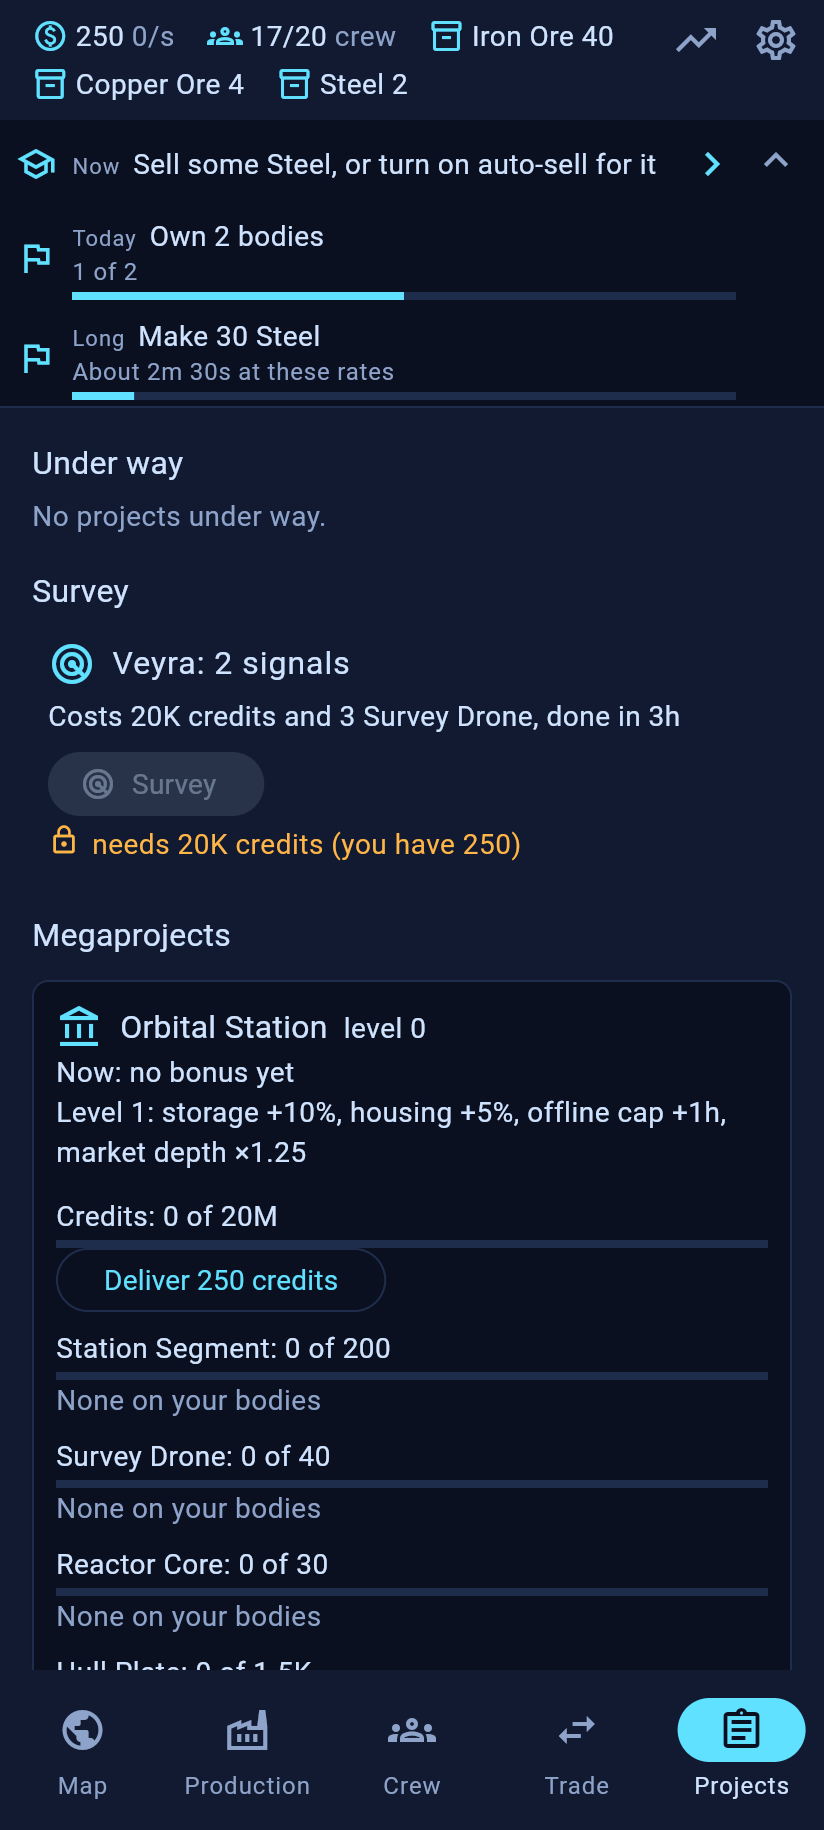 250 0/s 17/20 crew Iron Ore 40
Copper Ore 4 Steel 2
Now Sell some Steel, or turn on auto-sell for it
Today Own 2 bodies
1 of 2
Long Make 30 Steel
About 2m 30s at these rates
Under way
No projects under way.
Survey
Veyra: 2 signals
Costs 20K credits and 3 Survey Drone, done in 3h
Survey
needs 20K credits (you have 250)
Megaprojects
Orbital Station level 0
Now: no bonus yet
Level 1: storage +10%, housing +5%, offline cap +1h,
market depth ×1.25
Credits: 0 of 20M
Deliver 250 credits
Station Segment: 0 of 200
None on your bodies
Survey Drone: 0 of 40
None on your bodies
Reactor Core: 0 of 30
None on your bodies
Hull Plate: 0 of 1.5K
Map Production Crew Trade Projects